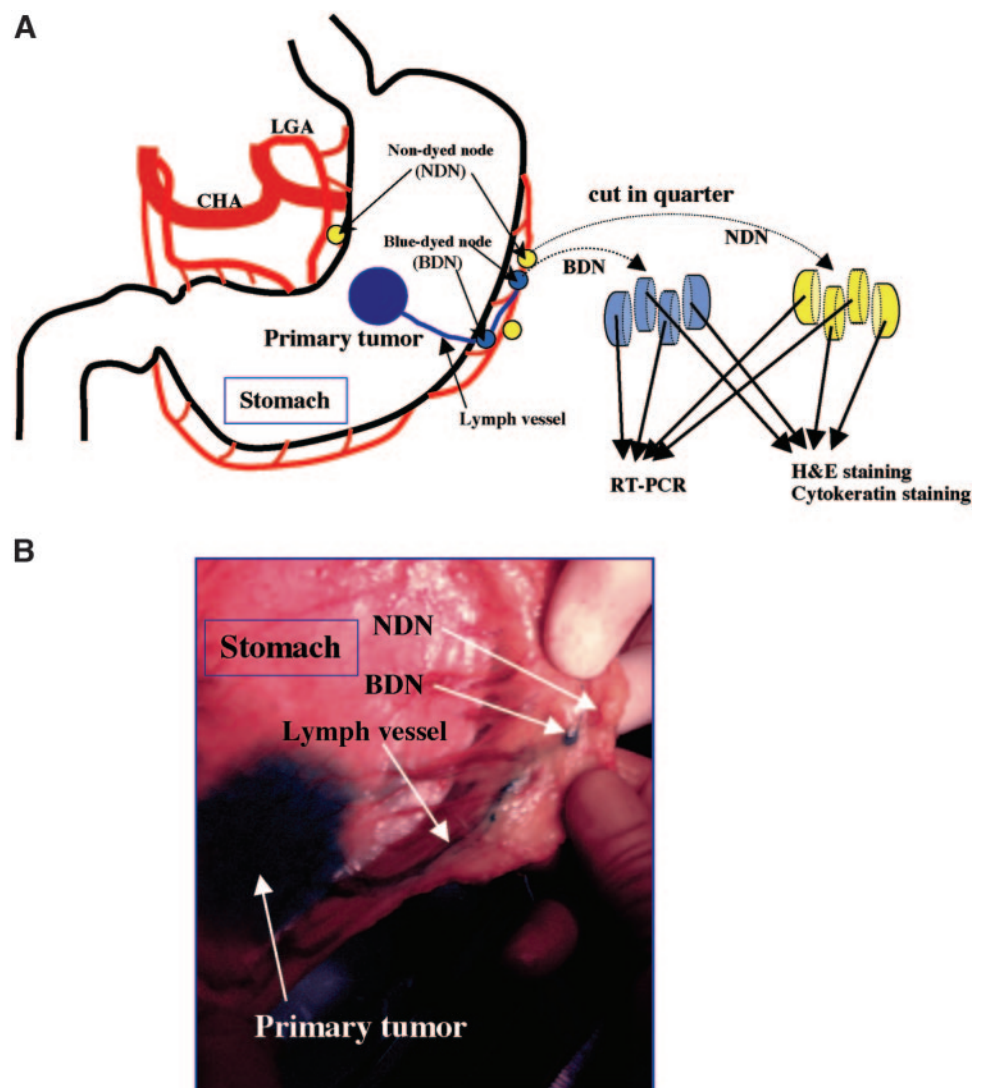 A
LGA
CHA
Non-dyed node
(NDN)
cut in quarter
NDN
Blue-dyed node
(BDN)
BDN
Primary tumor
Stomach
Lymph vessel
RT-PCR
H&E staining
Cytokeratin staining
B
Stomach
NDN
BDN
Lymph vessel
Primary tumor